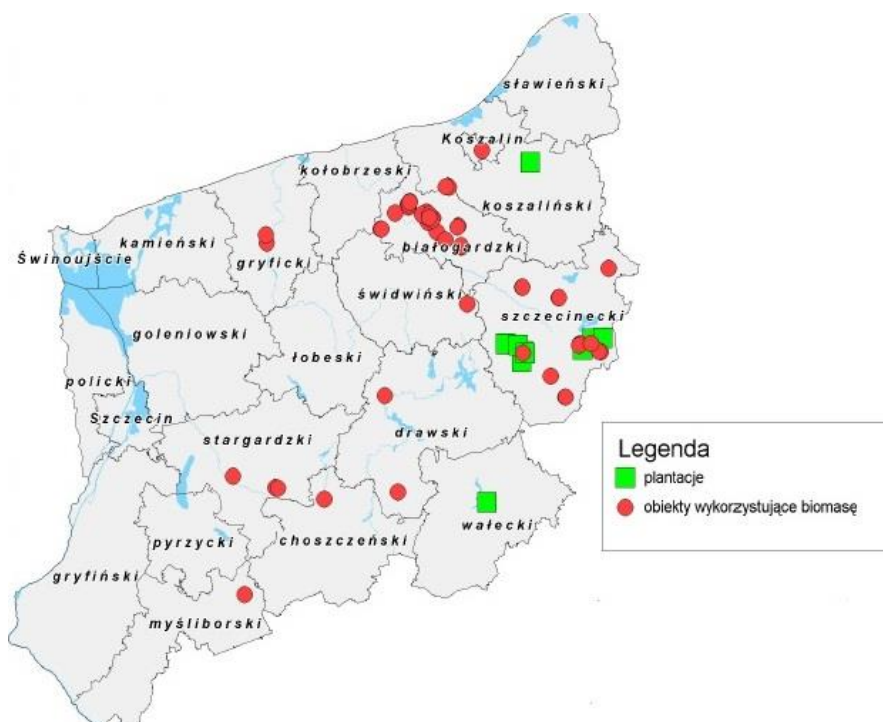 sławieński
Koszalin
kołobrzeski
koszaliński
kamieński
białogardzki
Świnoujście
gryficki
świdwiński
szczecinecki
goleniowski
łobeski
policki
Szczecin
stargardzki
drawski
Legenda
plantacje
obiekty wykorzystujące biomasę
wałecki
pyrzycki
choszczeński
gryfiński
myśliborski